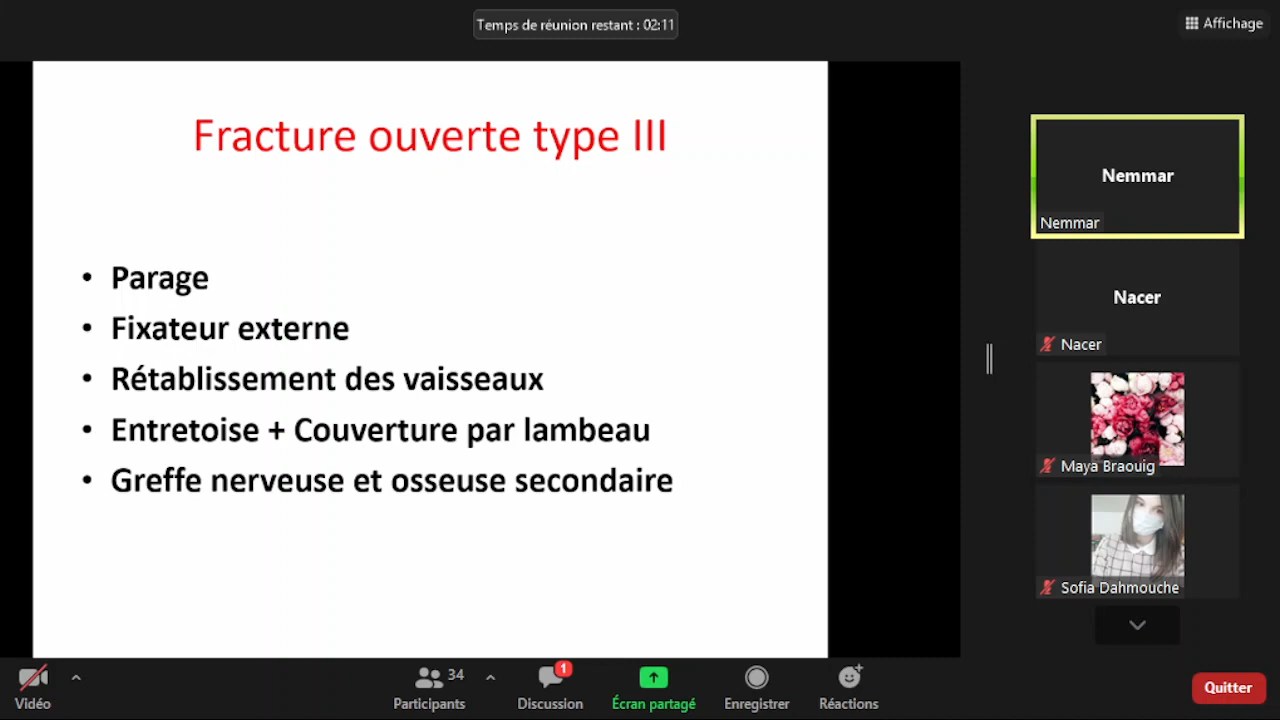 Temps de réunion restant : 02:11
Affichage
Fracture ouverte type III
• Parage
• Fixateur externe
• Rétablissement des vaisseaux
• Entretoise + Couverture par lambeau
• Greffe nerveuse et osseuse secondaire
Nemmar
Nemmar
Nacer
Nacer
Maya Braouig
Sofia Dahmouche
Vidéo
34
Participants
1
Discussion
Écran partagé
Enregistrer
Réactions
Quitter